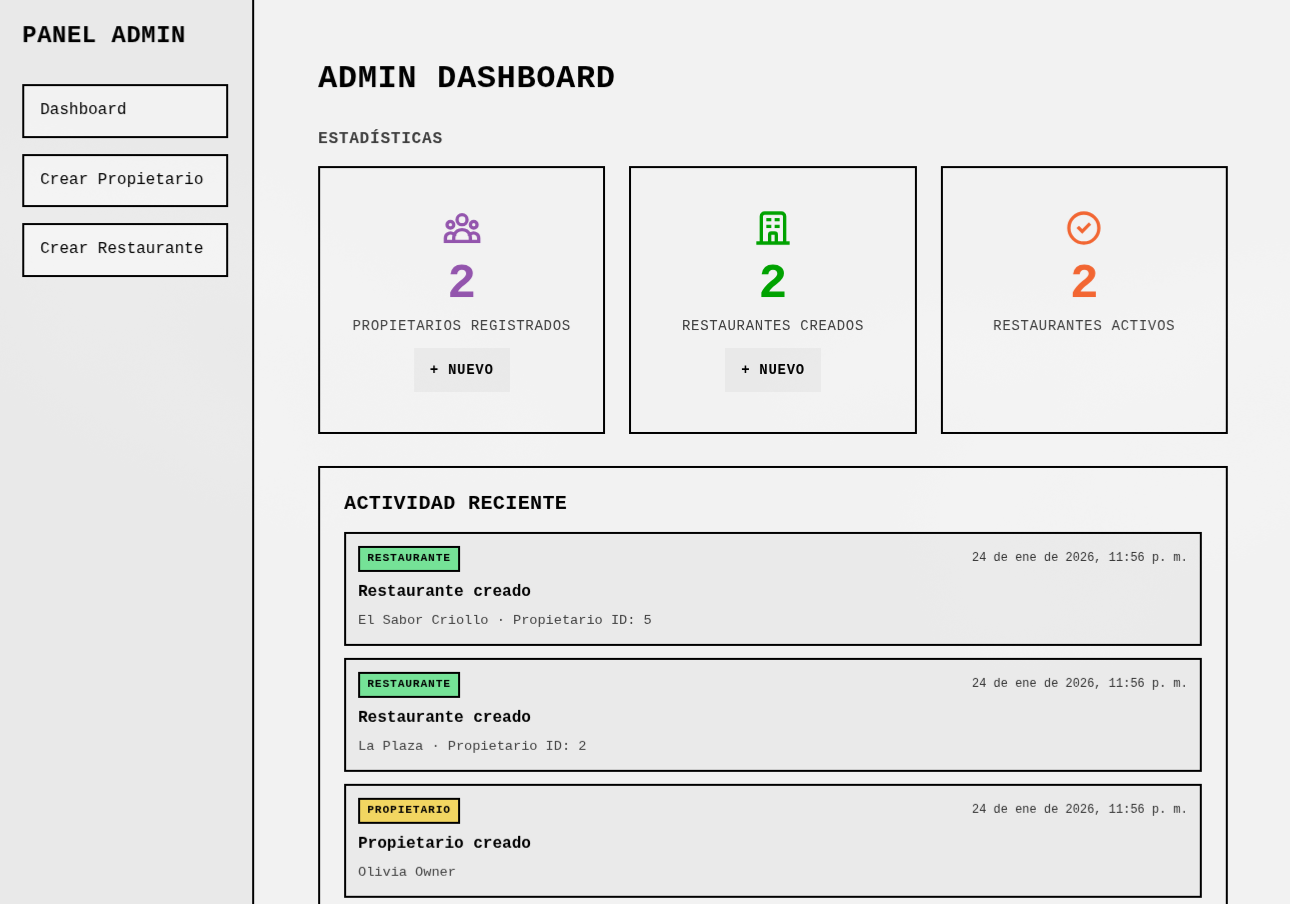 PANEL ADMIN
Dashboard
Crear Propietario
Crear Restaurante
ADMIN DASHBOARD
ESTADÍSTICAS
2
PROPIETARIOS REGISTRADOS
+ NUEVO
2
RESTAURANTES CREADOS
+ NUEVO
2
RESTAURANTES ACTIVOS
ACTIVIDAD RECIENTE
RESTAURANTE
24 de ene de 2026, 11:56 p. m.
Restaurante creado
El Sabor Criollo · Propietario ID: 5
RESTAURANTE
24 de ene de 2026, 11:56 p. m.
Restaurante creado
La Plaza · Propietario ID: 2
PROPIETARIO
24 de ene de 2026, 11:56 p. m.
Propietario creado
Olivia Owner